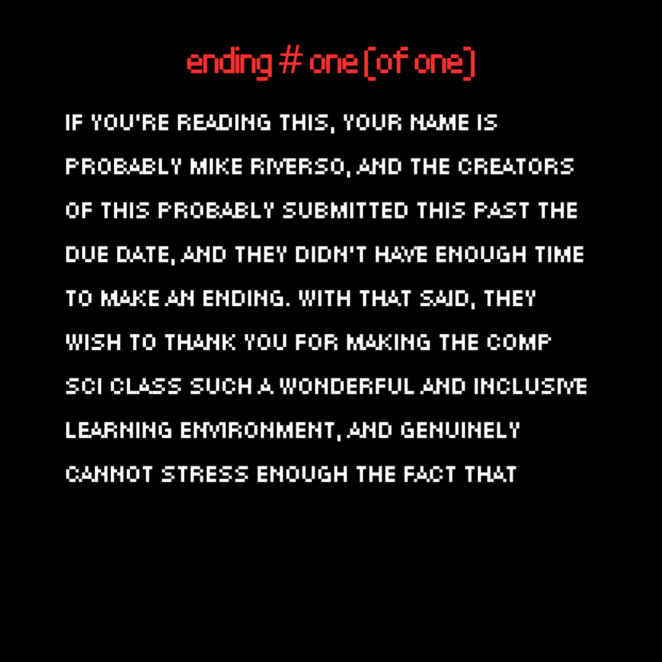 ending # one (of one)
IF YOU'RE READING THIS, YOUR NAME IS
PROBABLY MIKE RIVERSO, AND THE CREATORS
OF THIS PROBABLY SUBMITTED THIS PAST THE
DUE DATE, AND THEY DIDN'T HAVE ENOUGH TIME
TO MAKE AN ENDING. WITH THAT SAID, THEY
WISH TO THANK YOU FOR MAKING THE COMP
SCI CLASS SUCH A WONDERFUL AND INCLUSIVE
LEARNING ENVIRONMENT, AND GENUINELY
CANNOT STRESS ENOUGH THE FACT THAT